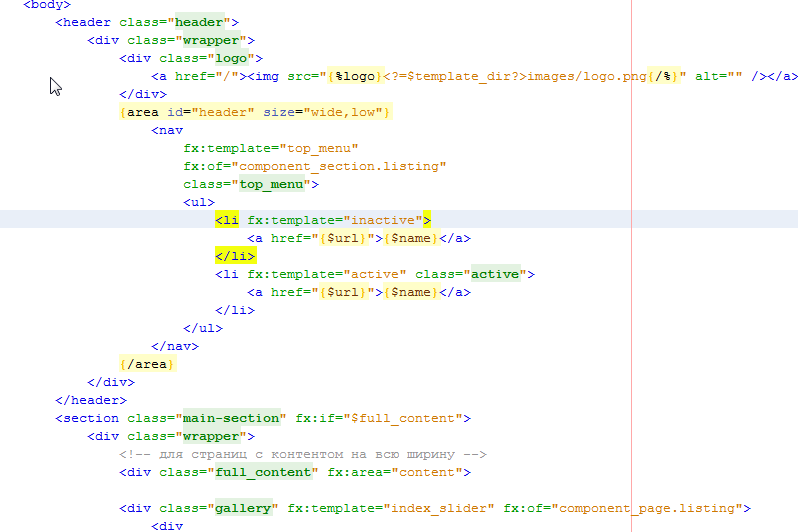 <body>
<header class="header">
<div class="wrapper">
<div class="logo">
<a href="/"><img src="{%logo}<?=$template_dir?>images/logo.png{/%}" alt="" /></a>
</div>
{area id="header" size="wide,low"}
<nav
fx:template="top_menu"
fx:of="component_section.listing"
class="top_menu">
<ul>
<li fx:template="inactive">
<a href="{$url}">{$name}</a>
</li>
<li fx:template="active" class="active">
<a href="{$url}">{$name}</a>
</li>
</ul>
</nav>
{/area}
</div>
</header>
<section class="main-section" fx:if="$full_content">
<div class="wrapper">
<!-- для страниц с контентом на всю ширину -->
<div class="full_content" fx:area="content">
<div class="gallery" fx:template="index_slider" fx:of="component_page.listing">
<div